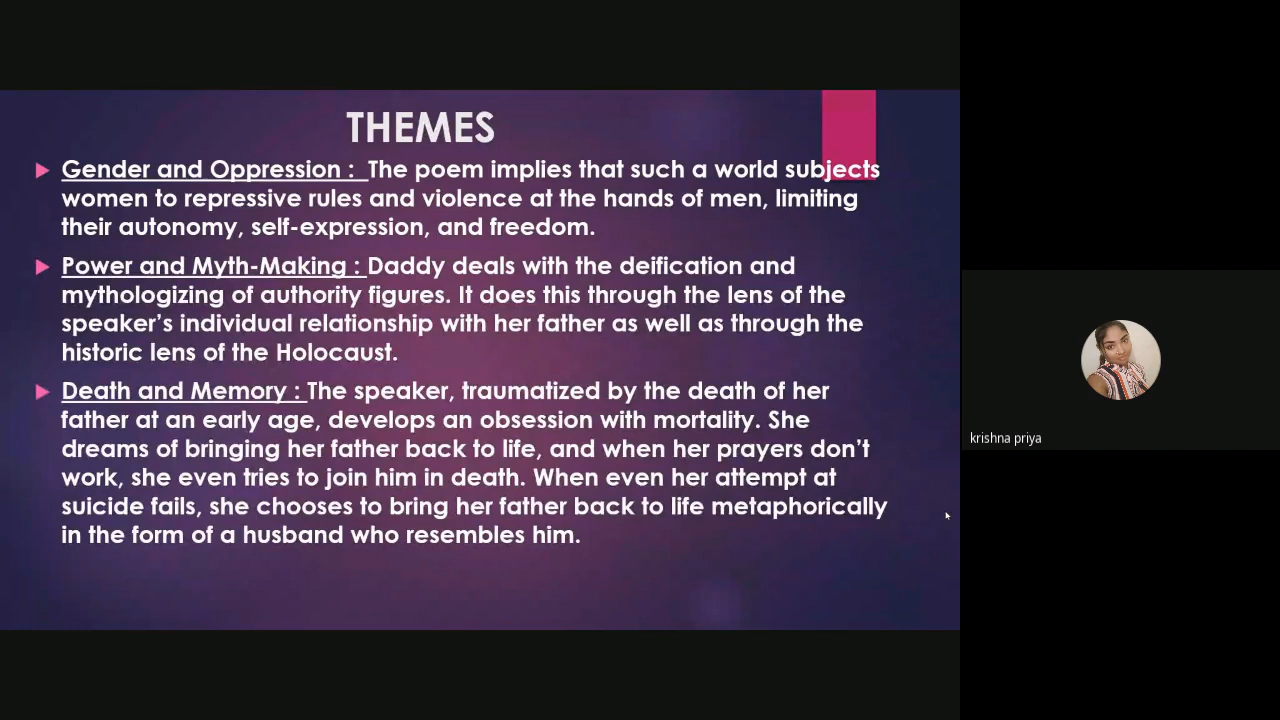 THEMES
Gender and Oppression : The poem implies that such a world subjects
women to repressive rules and violence at the hands of men, limiting
their autonomy, self-expression, and freedom.
Power and Myth-Making : Daddy deals with the deification and
mythologizing of authority figures. It does this through the lens of the
speaker’s individual relationship with her father as well as through the
historic lens of the Holocaust.
Death and Memory : The speaker, traumatized by the death of her
father at an early age, develops an obsession with mortality. She
dreams of bringing her father back to life, and when her prayers don’t
work, she even tries to join him in death. When even her attempt at
suicide fails, she chooses to bring her father back to life metaphorically
in the form of a husband who resembles him.
krishna priya